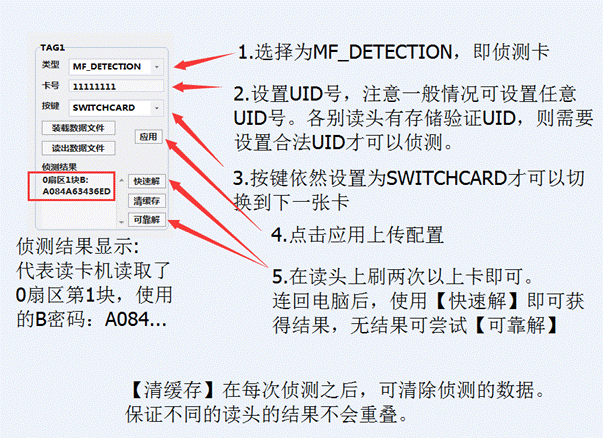 TAG1
类型 MF_DETECTION
卡号 11111111
按键 SWITCHCARD
装载数据文件
应用
读出数据文件
侦测结果
0扇区1块B:
A084A63436ED
快速解
清缓存
可靠解
1.选择为MF_DETECTION，即侦测卡
2.设置UID号，注意一般情况可设置任意
UID号。各别读头有存储验证UID，则需要
设置合法UID才可以侦测。
3.按键依然设置为SWITCHCARD才可以切
换到下一张卡
4.点击应用上传配置
5.在读头上刷两次以上卡即可。
连回电脑后，使用【快速解】即可获
得结果，无结果可尝试【可靠解】
侦测结果显示:
代表读卡机读取了
0扇区第1块，使用
的B密码：A084...
【清缓存】在每次侦测之后，可清除侦测的数据。
保证不同的读头的结果不会重叠。